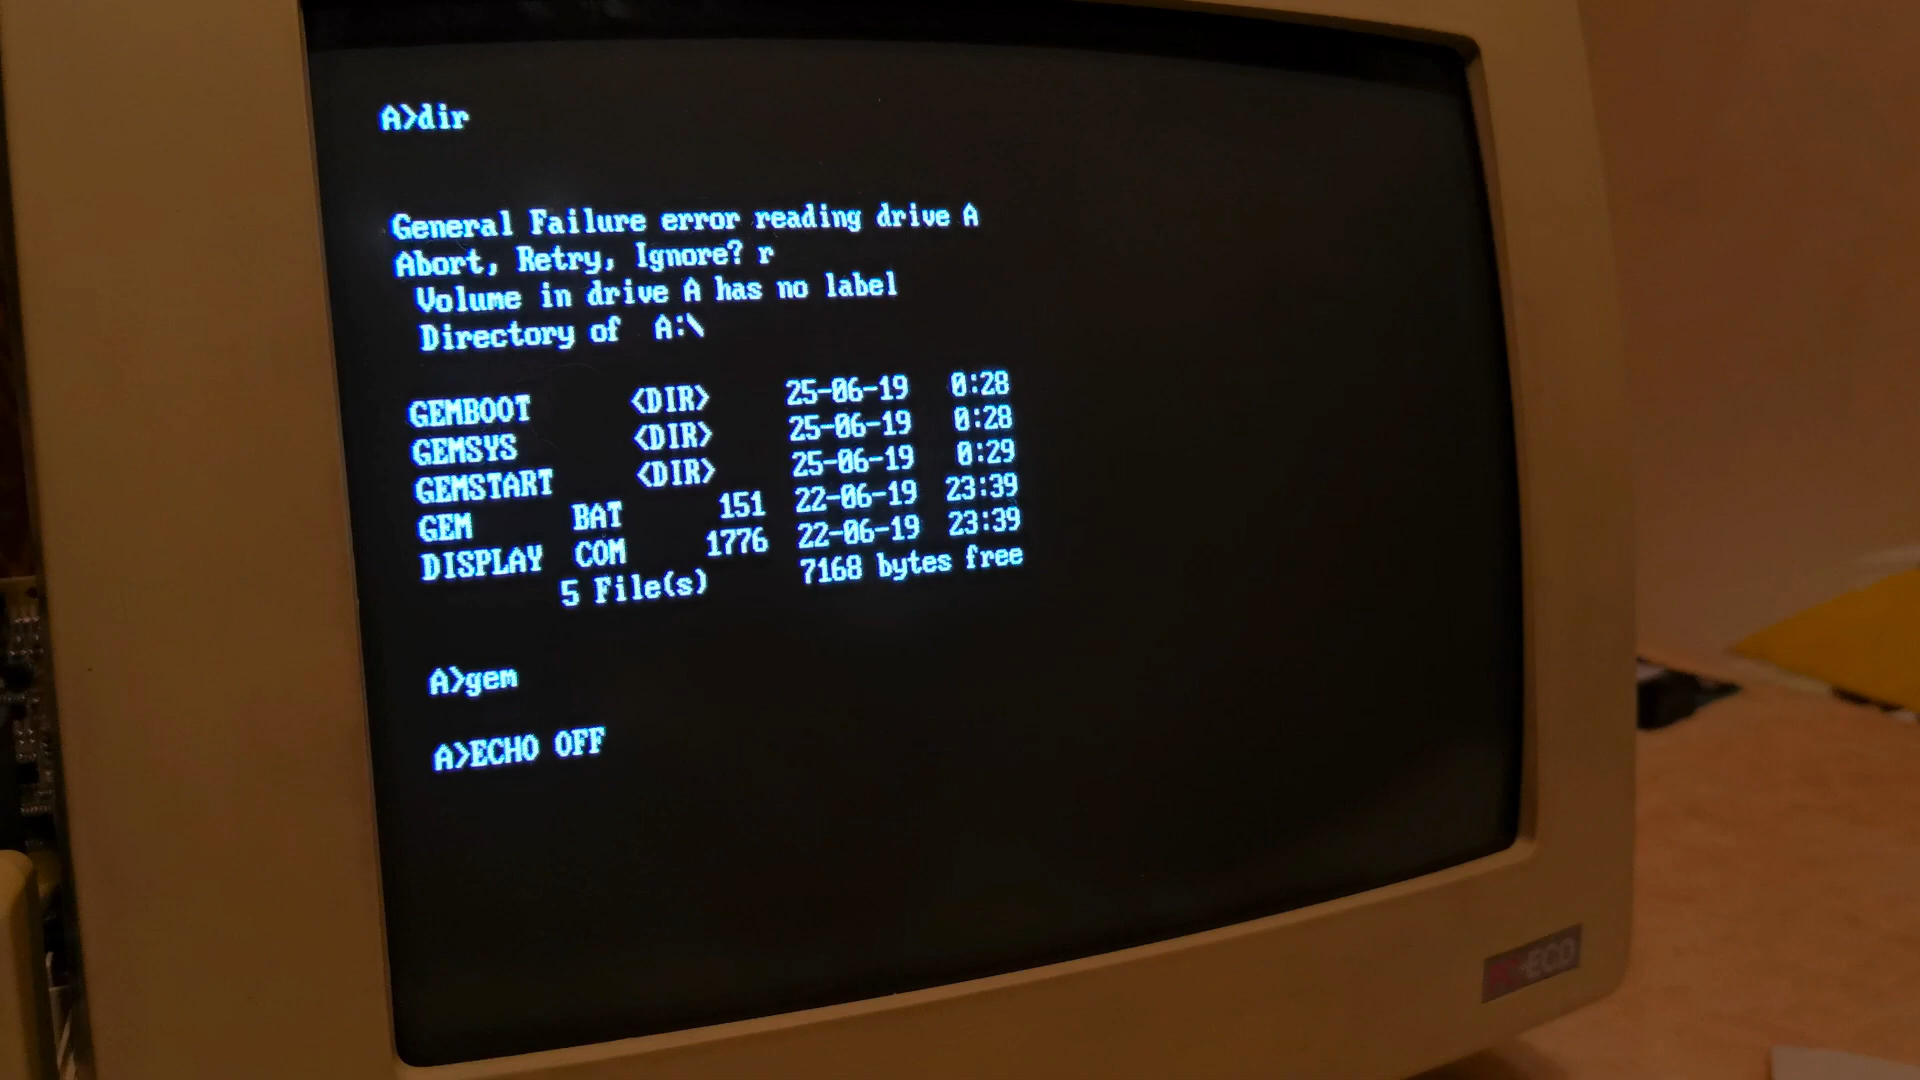 A>dir
General Failure error reading drive A
Abort, Retry, Ignore? r
Volume in drive A has no label
Directory of  A:\
GEMBOOT      <DIR>      25-06-19   0:28
GEMSYS       <DIR>      25-06-19   0:28
GEMSTART     <DIR>      25-06-19   0:29
GEM      BAT      151  22-06-19  23:39
DISPLAY  COM     1776  22-06-19  23:39
5 File(s)      7168 bytes free
A>gem
A>ECHO OFF
ECO